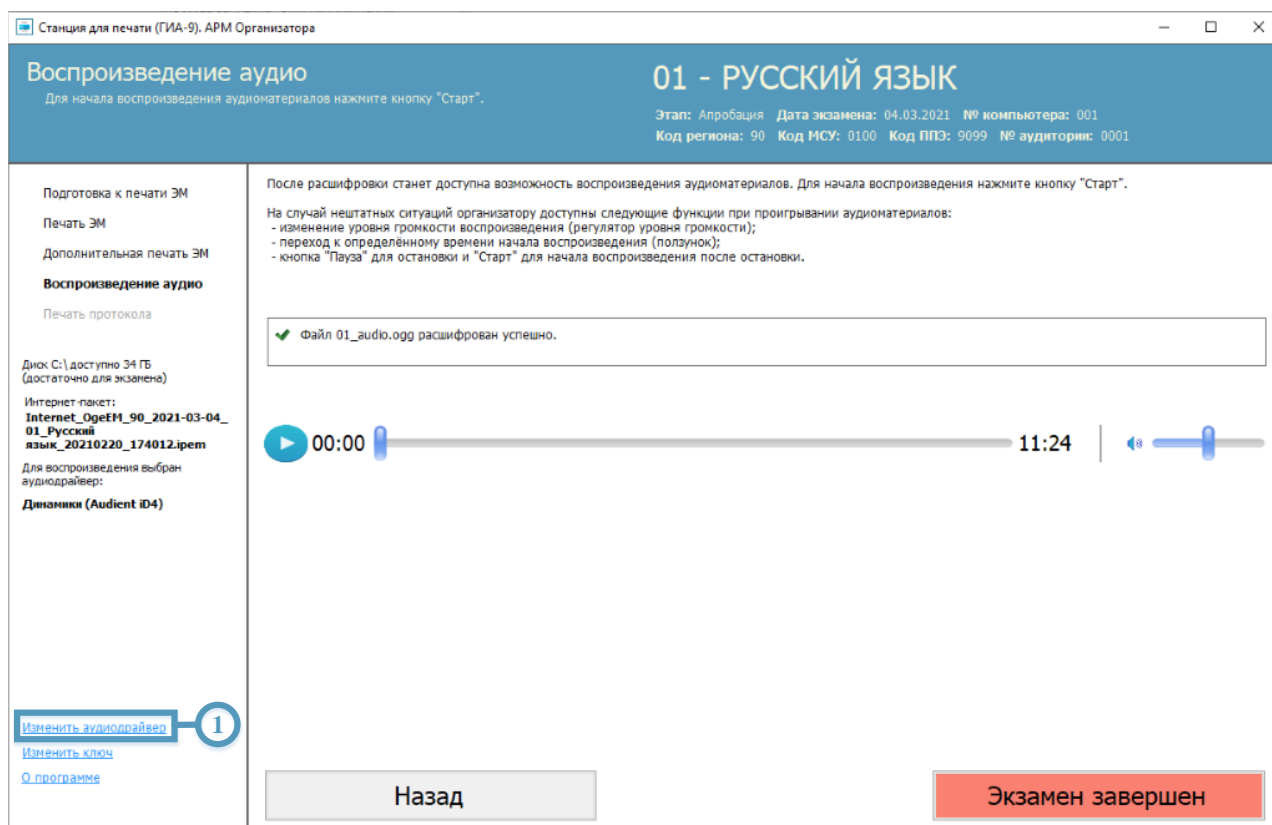 Станция для печати (ГИА-9). АРМ Организатора
Воспроизведение аудио
Для начала воспроизведения аудиоматериалов нажмите кнопку "Старт".
01 - РУССКИЙ ЯЗЫК
Этап: Апробация Дата экзамена: 04.03.2021 № компьютера: 001
Код региона: 90 Код МСУ: 0100 Код ППЭ: 9099 № аудитории: 0001
Подготовка к печати ЭМ
Печать ЭМ
Дополнительная печать ЭМ
Воспроизведение аудио
Печать протокола
Диск C:\ доступно 34 ГБ
(достаточно для экзамена)
Интернет-пакет:
Internet_OgeEM_90_2021-03-04_
01_Русский
язык_20210220_174012.ipem
Для воспроизведения выбран
аудиодрайвер:
Динамики (Audient iD4)
Изменить аудиодрайвер
1
Изменить ключ
О программе
После расшифровки станет доступна возможность воспроизведения аудиоматериалов. Для начала воспроизведения нажмите кнопку "Старт".
На случай нештатных ситуаций организатору доступны следующие функции при проигрывании аудиоматериалов:
- изменение уровня громкости воспроизведения (регулятор уровня громкости);
- переход к определённому времени начала воспроизведения (ползунок);
- кнопка "Пауза" для остановки и "Старт" для начала воспроизведения после остановки.
Файл 01_audio.ogg расшифрован успешно.
00:00 11:24
Назад
Экзамен завершен